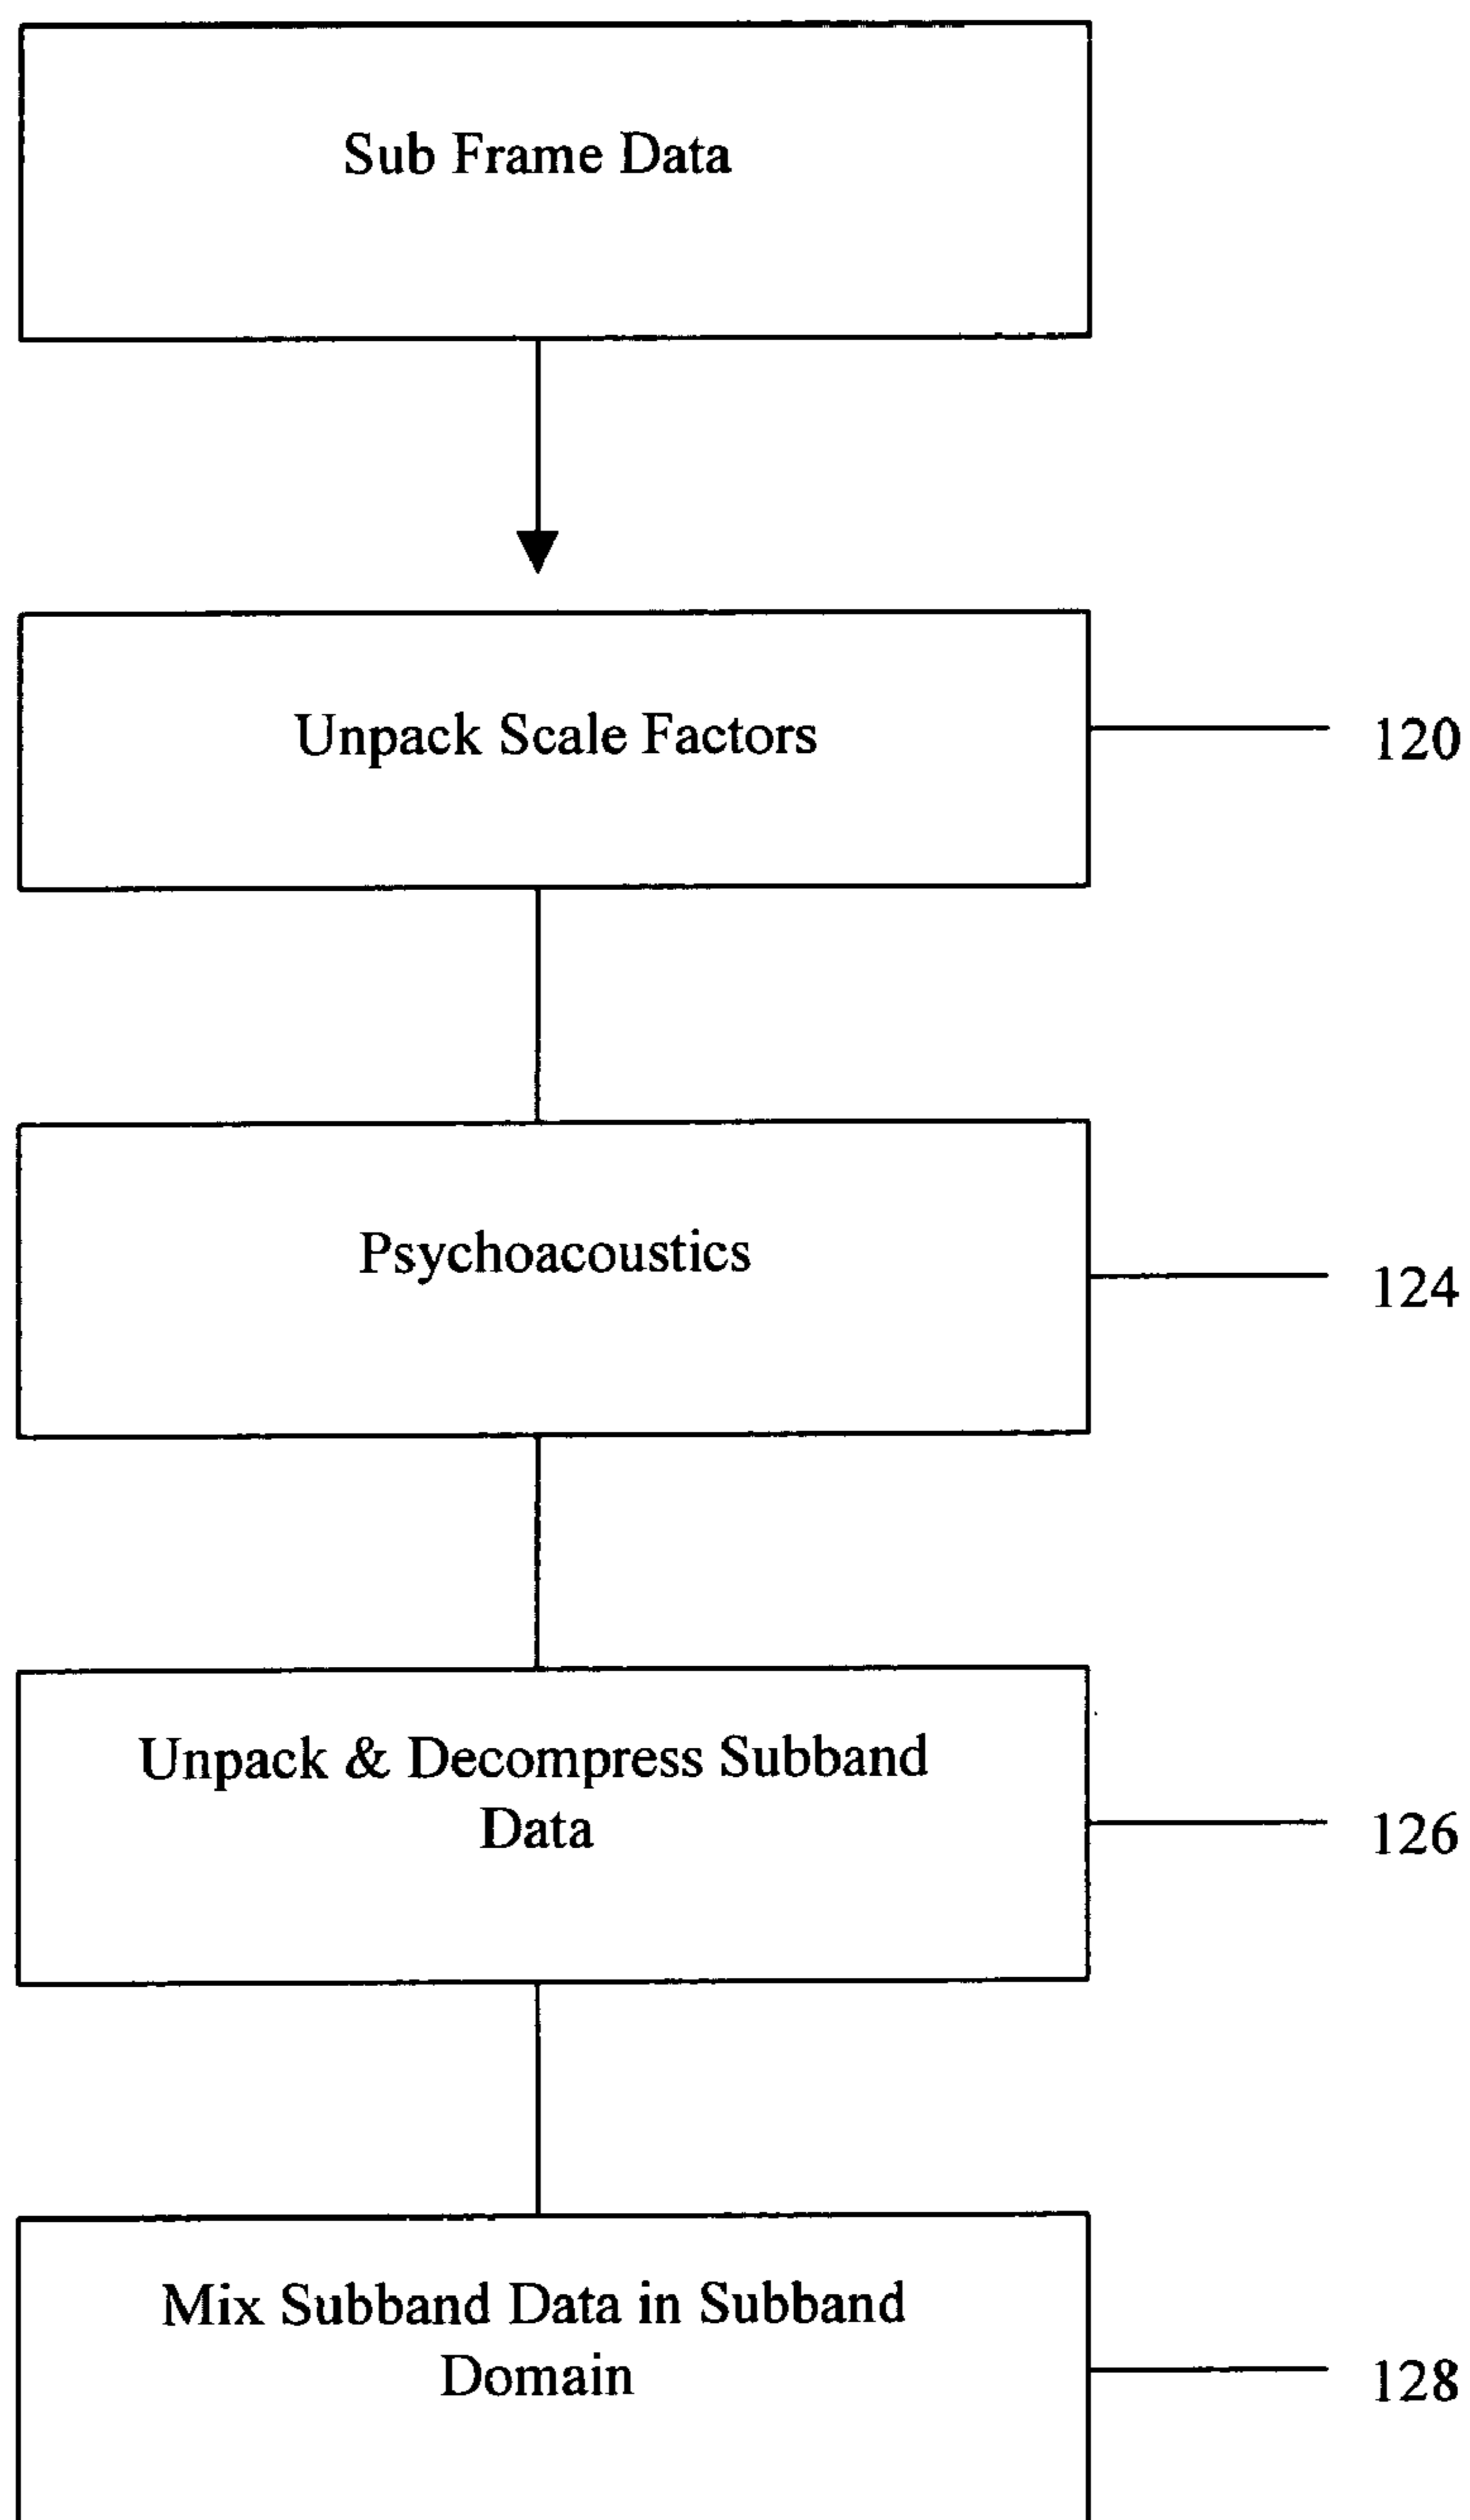 Sub Frame Data
Unpack Scale Factors
120
Psychoacoustics
124
Unpack & Decompress Subband
Data
126
Mix Subband Data in Subband
Domain
128